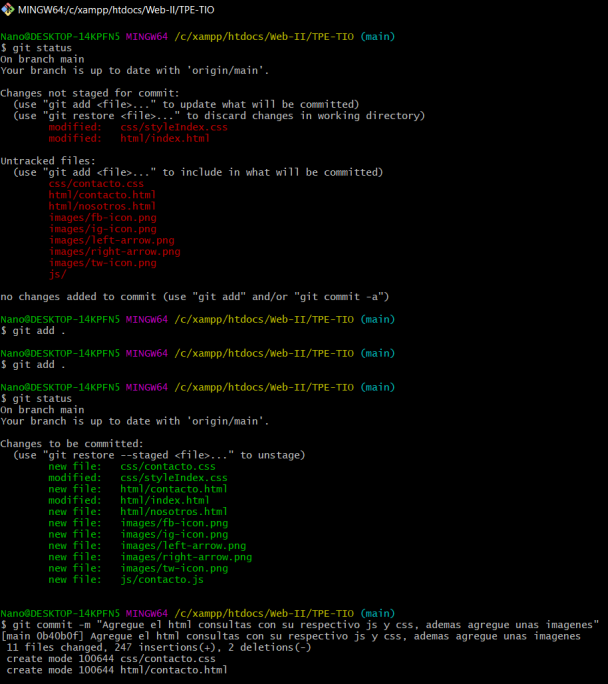 MINGW64:/c/xampp/htdocs/Web-II/TPE-TIO
Nano@DESKTOP-14KPFN5 MINGW64 /c/xampp/htdocs/Web-II/TPE-TIO (main)
$ git status
On branch main
Your branch is up to date with 'origin/main'.
Changes not staged for commit:
  (use "git add <file>..." to update what will be committed)
  (use "git restore <file>..." to discard changes in working directory)
        modified:   css/styleIndex.css
        modified:   html/index.html
Untracked files:
  (use "git add <file>..." to include in what will be committed)
        css/contacto.css
        html/contacto.html
        html/nosotros.html
        images/fb-icon.png
        images/ig-icon.png
        images/left-arrow.png
        images/right-arrow.png
        images/tw-icon.png
        js/
no changes added to commit (use "git add" and/or "git commit -a")
Nano@DESKTOP-14KPFN5 MINGW64 /c/xampp/htdocs/Web-II/TPE-TIO (main)
$ git add .
Nano@DESKTOP-14KPFN5 MINGW64 /c/xampp/htdocs/Web-II/TPE-TIO (main)
$ git add .
Nano@DESKTOP-14KPFN5 MINGW64 /c/xampp/htdocs/Web-II/TPE-TIO (main)
$ git status
On branch main
Your branch is up to date with 'origin/main'.
Changes to be committed:
  (use "git restore --staged <file>..." to unstage)
        new file:   css/contacto.css
        modified:   css/styleIndex.css
        new file:   html/contacto.html
        modified:   html/index.html
        new file:   html/nosotros.html
        new file:   images/fb-icon.png
        new file:   images/ig-icon.png
        new file:   images/left-arrow.png
        new file:   images/right-arrow.png
        new file:   images/tw-icon.png
        new file:   js/contacto.js
Nano@DESKTOP-14KPFN5 MINGW64 /c/xampp/htdocs/Web-II/TPE-TIO (main)
$ git commit -m "Agregue el html consultas con su respectivo js y css, ademas agregue unas imagenes"
[main 0b40b0f] Agregue el html consultas con su respectivo js y css, ademas agregue unas imagenes
 11 files changed, 247 insertions(+), 2 deletions(-)
 create mode 100644 css/contacto.css
 create mode 100644 html/contacto.html